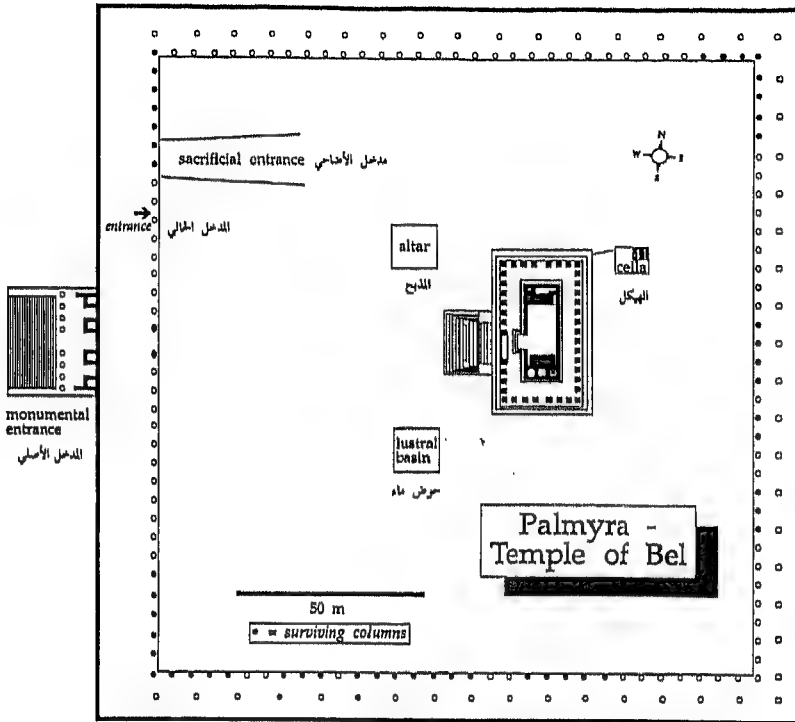 sacrificial entrance مدخل الأضاحي
N
W
E
S
entrance المدخل الحالي
altar
المذبح
cella
الهيكل
monumental
entrance
المدخل الأصلي
lustral
basin
حوض ماء
Palmyra -
Temple of Bel
50 m
• = surviving columns